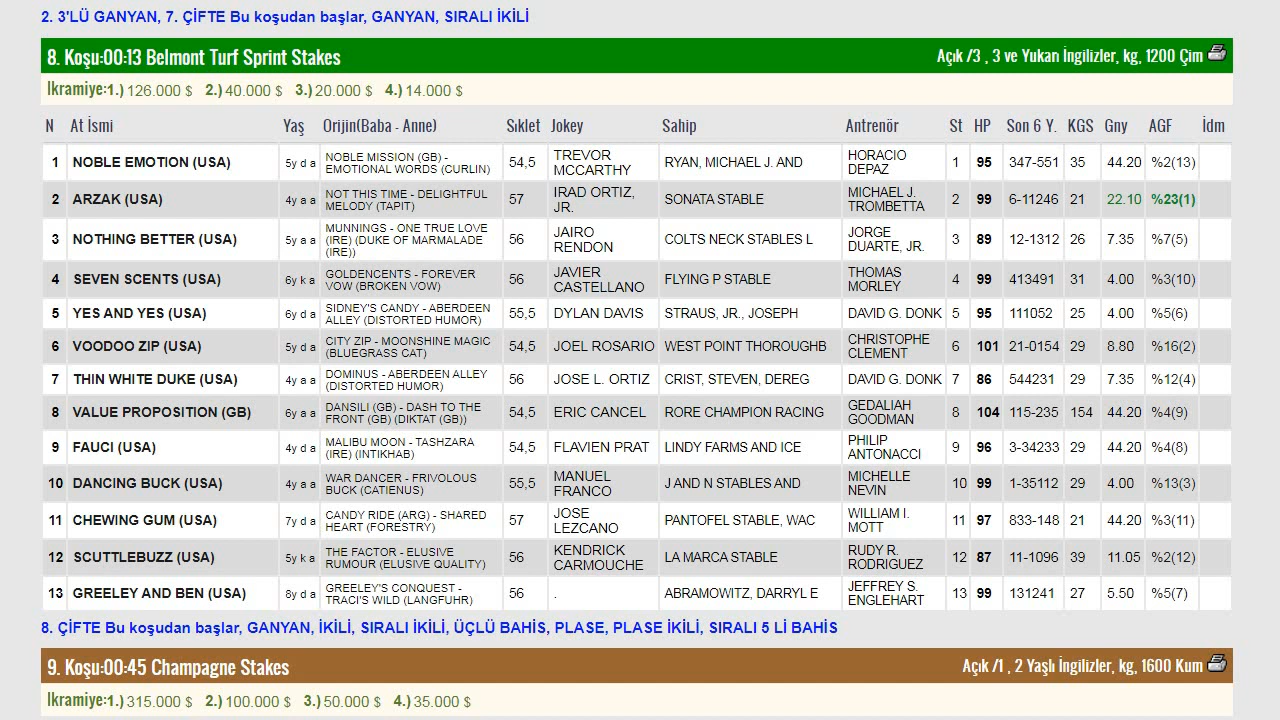 2. 3'LÜ GANYAN, 7. ÇİFTE Bu koşudan başlar, GANYAN, SIRALI İKİLİ
8. Koşu:00:13 Belmont Turf Sprint Stakes Açık /3 , 3 ve Yukarı İngilizler, kg, 1200 Çim
Ikramiye:1.) 126.000 $ 2.) 40.000 $ 3.) 20.000 $ 4.) 14.000 $
N At İsmi Yaş Orijin(Baba - Anne) Sıklet Jokey Sahip Antrenör St HP Son 6 Y. KGS Gny AGF İdm
1 NOBLE EMOTION (USA) 5y d a NOBLE MISSION (GB) - EMOTIONAL WORDS (CURLIN) 54,5 TREVOR MCCARTHY RYAN, MICHAEL J. AND HORACIO DEPAZ 1 95 347-551 35 44.20 %2(13)
2 ARZAK (USA) 4y a a NOT THIS TIME - DELIGHTFUL MELODY (TAPIT) 57 IRAD ORTIZ, JR. SONATA STABLE MICHAEL J. TROMBETTA 2 99 6-11246 21 22.10 %23(1)
3 NOTHING BETTER (USA) 5y a a MUNNINGS - ONE TRUE LOVE (IRE) (DUKE OF MARMALADE (IRE)) 56 JAIRO RENDON COLTS NECK STABLES L JORGE DUARTE, JR. 3 89 12-1312 26 7.35 %7(5)
4 SEVEN SCENTS (USA) 6y k a GOLDENCENTS - FOREVER VOW (BROKEN VOW) 56 JAVIER CASTELLANO FLYING P STABLE THOMAS MORLEY 4 99 413491 31 4.00 %3(10)
5 YES AND YES (USA) 6y d a SIDNEY'S CANDY - ABERDEEN ALLEY (DISTORTED HUMOR) 55,5 DYLAN DAVIS STRAUS, JR., JOSEPH DAVID G. DONK 5 95 111052 25 4.00 %5(6)
6 VOODOO ZIP (USA) 5y d a CITY ZIP - MOONSHINE MAGIC (BLUEGRASS CAT) 54,5 JOEL ROSARIO WEST POINT THOROUGHB CHRISTOPHE CLEMENT 6 101 21-0154 29 8.80 %16(2)
7 THIN WHITE DUKE (USA) 4y a a DOMINUS - ABERDEEN ALLEY (DISTORTED HUMOR) 56 JOSE L. ORTIZ CRIST, STEVEN, DEREG DAVID G. DONK 7 86 544231 29 7.35 %12(4)
8 VALUE PROPOSITION (GB) 6y a a DANSILI (GB) - DASH TO THE FRONT (GB) (DIKTAT (GB)) 54,5 ERIC CANCEL RORE CHAMPION RACING GEDALIAH GOODMAN 8 104 115-235 154 44.20 %4(9)
9 FAUCI (USA) 4y d a MALIBU MOON - TASHZARA (IRE) (INTIKHAB) 54,5 FLAVIEN PRAT LINDY FARMS AND ICE PHILIP ANTONACCI 9 96 3-34233 29 44.20 %4(8)
10 DANCING BUCK (USA) 4y a a WAR DANCER - FRIVOLOUS BUCK (CATIENUS) 55,5 MANUEL FRANCO J AND N STABLES AND MICHELLE NEVIN 10 99 1-35112 29 4.00 %13(3)
11 CHEWING GUM (USA) 7y d a CANDY RIDE (ARG) - SHARED HEART (FORESTRY) 57 JOSE LEZCANO PANTOFEL STABLE, WAC WILLIAM I. MOTT 11 97 833-148 21 44.20 %3(11)
12 SCUTTLEBUZZ (USA) 5y k a THE FACTOR - ELUSIVE RUMOUR (ELUSIVE QUALITY) 56 KENDRICK CARMOUCHE LA MARCA STABLE RUDY R. RODRIGUEZ 12 87 11-1096 39 11.05 %2(12)
13 GREELEY AND BEN (USA) 8y d a GREELEY'S CONQUEST - TRACI'S WILD (LANGFUHR) 56 . ABRAMOWITZ, DARRYL E JEFFREY S. ENGLEHART 13 99 131241 27 5.50 %5(7)
8. ÇİFTE Bu koşudan başlar, GANYAN, İKİLİ, SIRALI İKİLİ, ÜÇLÜ BAHİS, PLASE, PLASE İKİLİ, SIRALI 5 Lİ BAHİS
9. Koşu:00:45 Champagne Stakes Açık /1 , 2 Yaşlı İngilizler, kg, 1600 Kum
Ikramiye:1.) 315.000 $ 2.) 100.000 $ 3.) 50.000 $ 4.) 35.000 $